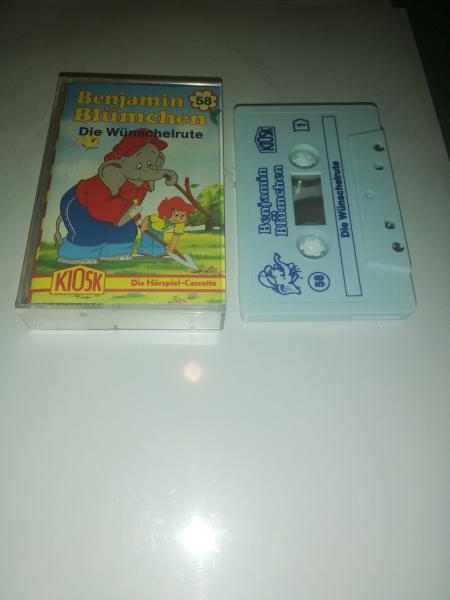 Benjamin
Blümchen
58
Die Wünschelrute
KIOSK
Die Hörspiel-Cassette
KIOSK
1
Benjamin
Blümchen
Die Wünschelrute
58